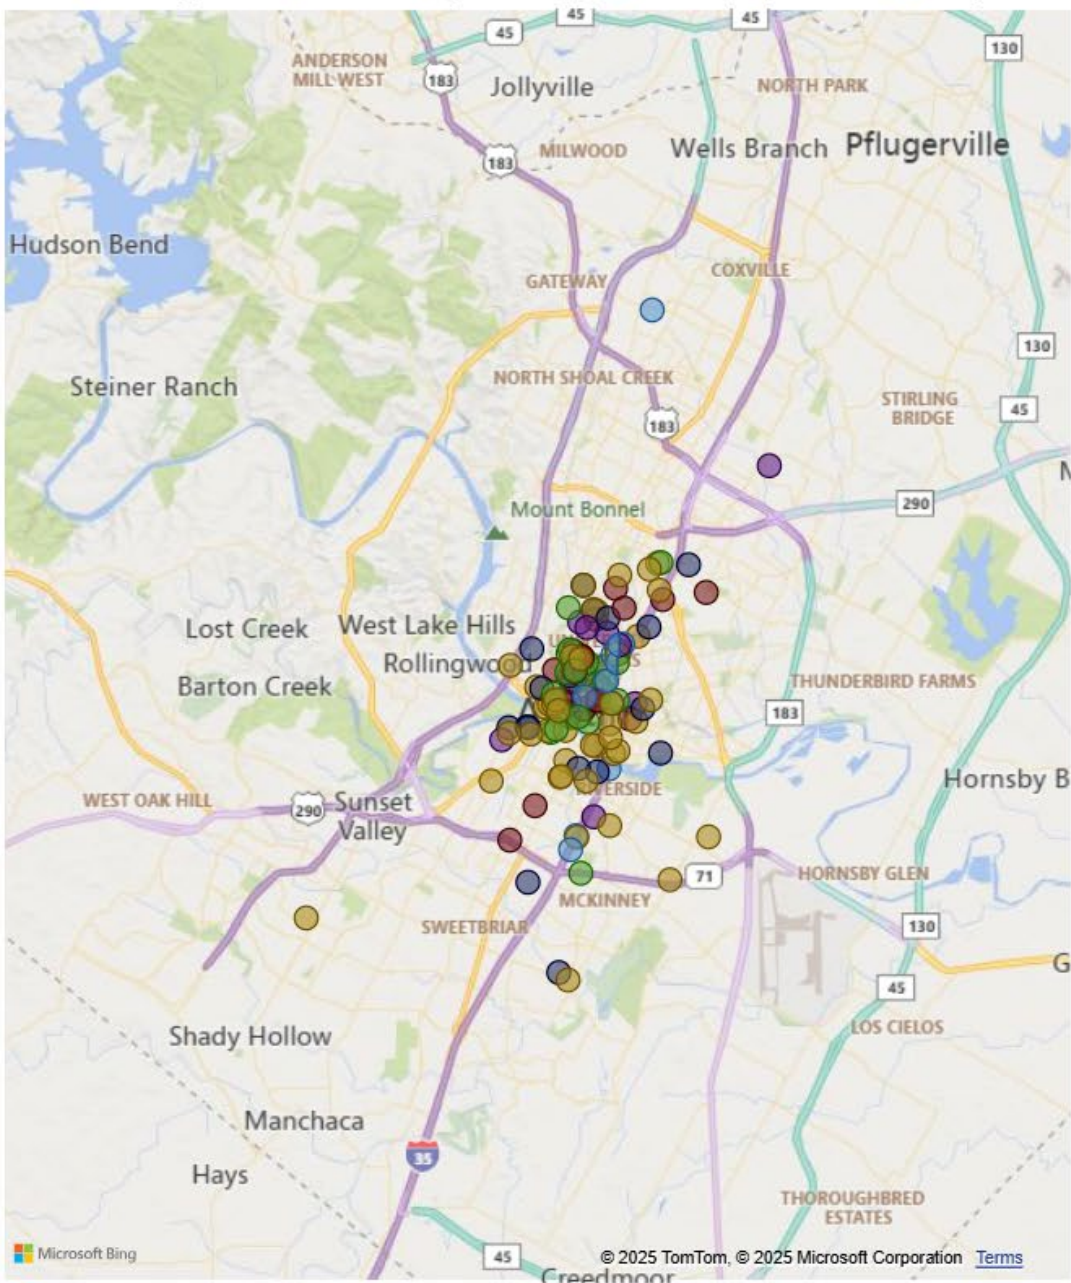 45
45
45
130
ANDERSON
MILL WEST
183
Jollyville
NORTH PARK
183
MILWOOD
Wells Branch
Pflugerville
Hudson Bend
GATEWAY
COXVILLE
130
Steiner Ranch
NORTH SHOAL CREEK
STIRLING
BRIDGE
45
183
290
Mount Bonnel
Lost Creek
West Lake Hills
Rollingwood
Barton Creek
THUNDERBIRD FARMS
183
Hornsby B
WEST OAK HILL
290
Sunset
Valley
RIVERSIDE
71
HORNSBY GLEN
MCKINNEY
SWEETBRIAR
130
G
45
LOS CIELOS
Shady Hollow
Manchaca
35
Hays
THOROUGHBRED
ESTATES
Microsoft Bing
45
© 2025 TomTom, © 2025 Microsoft Corporation Terms
Creedmoor